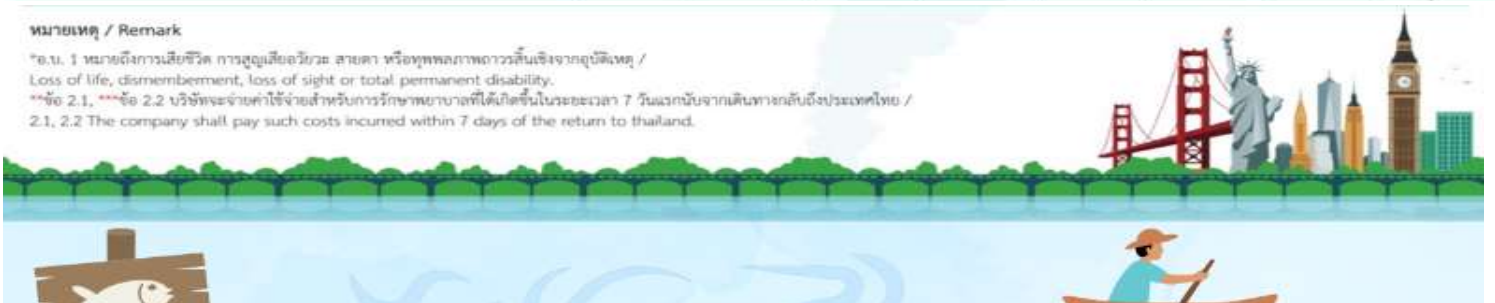 หมายเหตุ / Remark
*อ.บ. 1 หมายถึงการเสียชีวิต การสูญเสียอวัยวะ สายตา หรือทุพพลภาพถาวรสิ้นเชิงจากอุบัติเหตุ /
Loss of life, dismemberment, loss of sight or total permanent disability.
**ข้อ 2.1, ***ข้อ 2.2 บริษัทจะจ่ายค่าใช้จ่ายสำหรับการรักษาพยาบาลที่ได้เกิดขึ้นในระยะเวลา 7 วันแรกนับจากเดินทางกลับถึงประเทศไทย /
2.1, 2.2 The company shall pay such costs incurred within 7 days of the return to thailand.